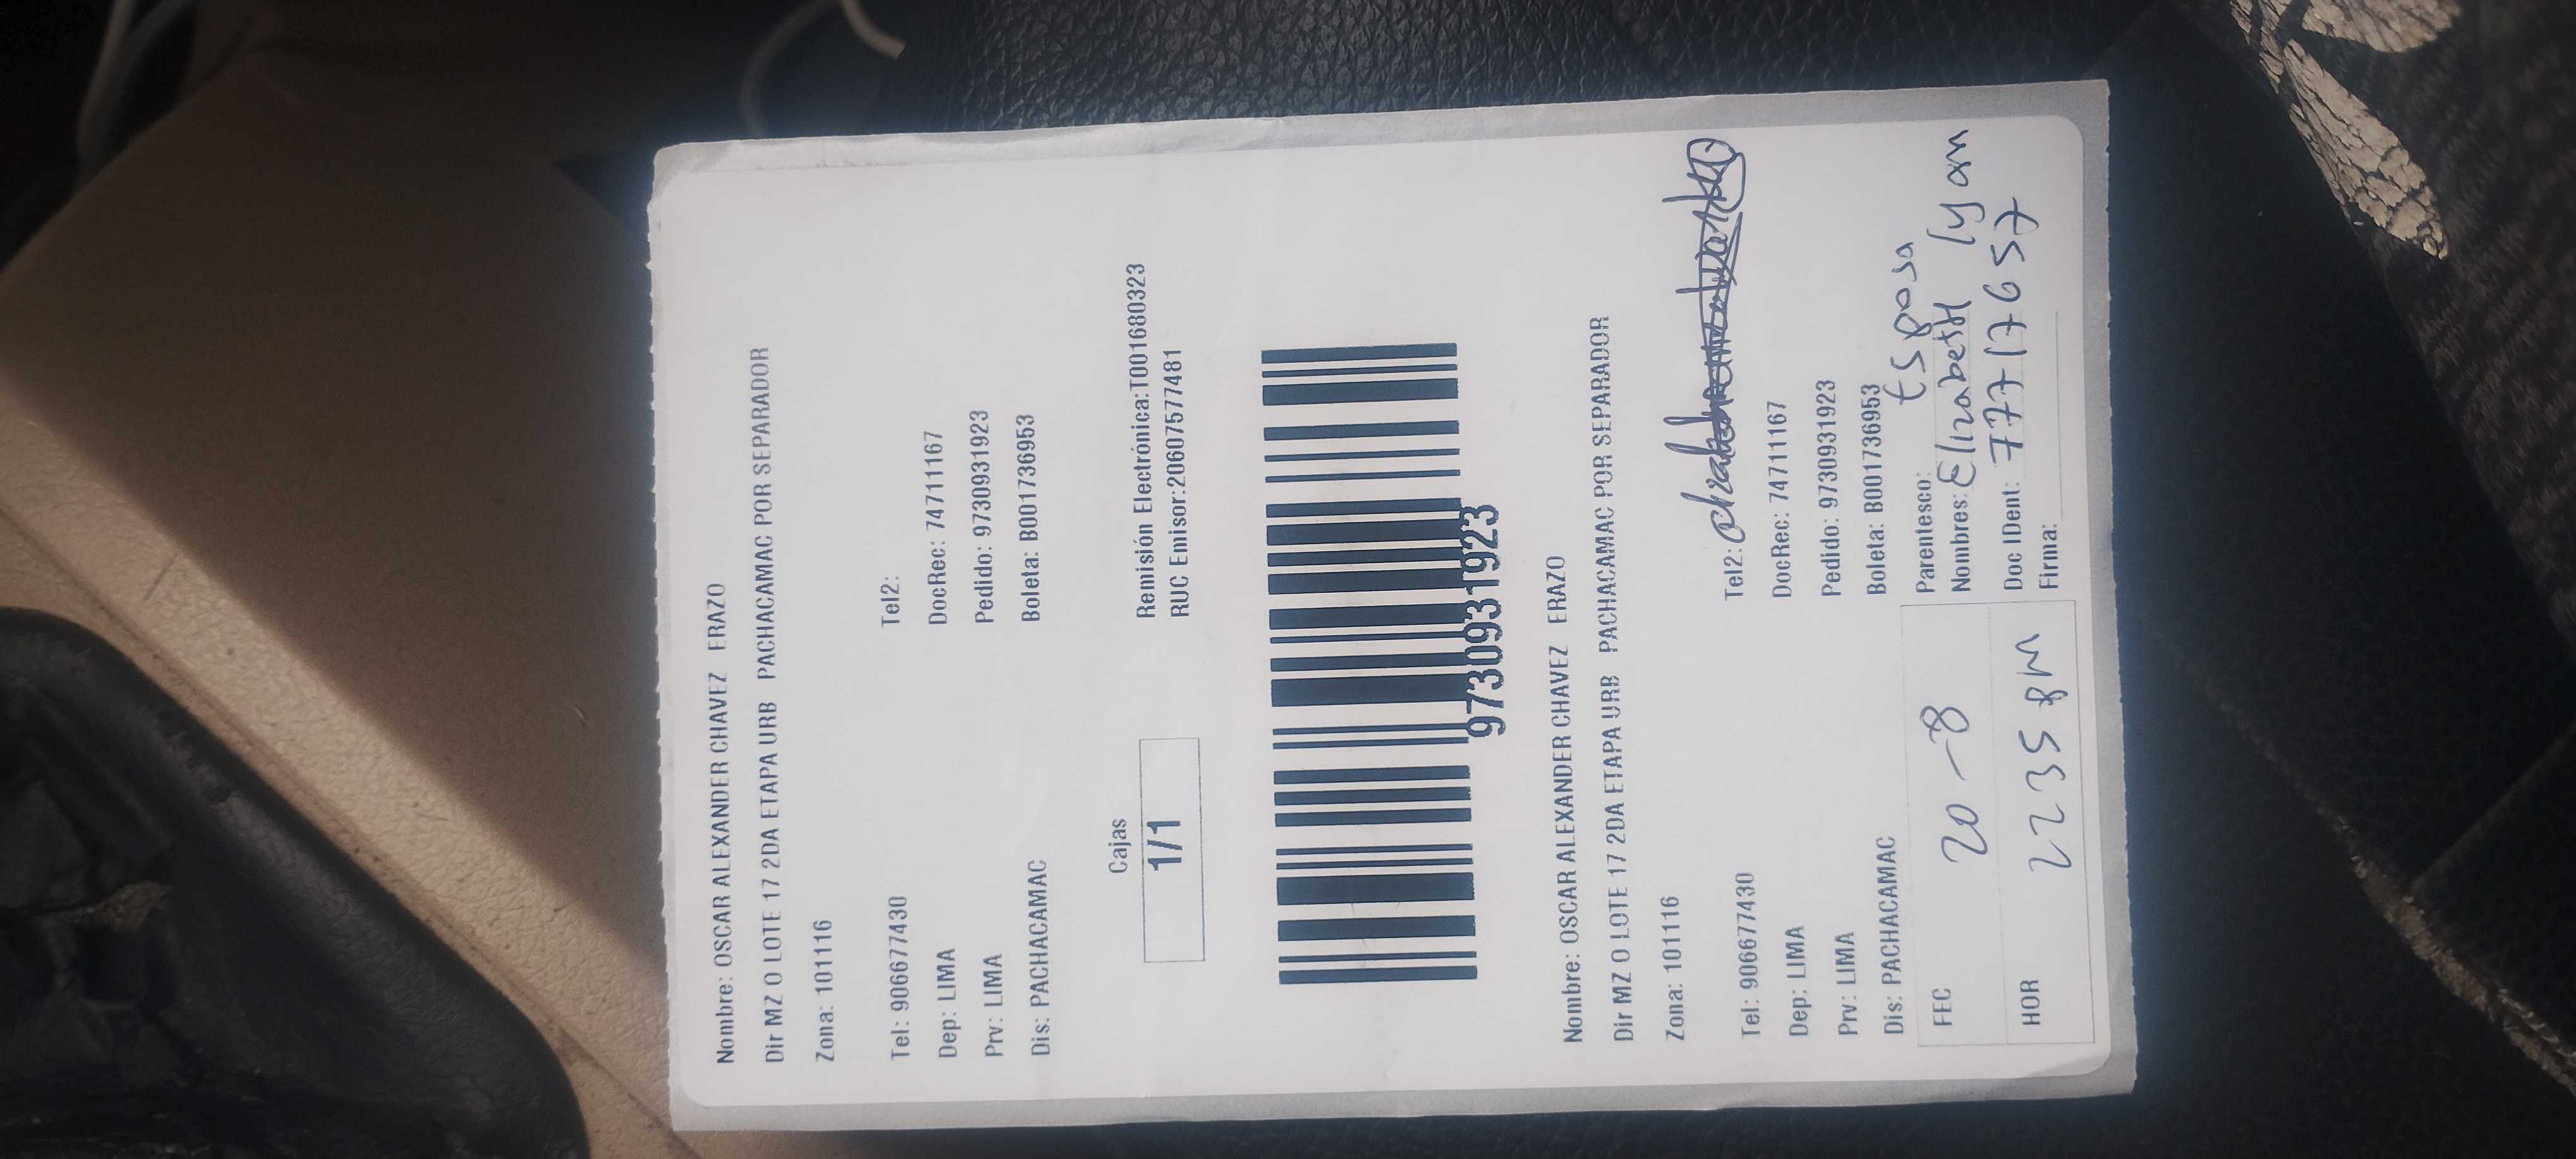 Nombre: OSCAR ALEXANDER CHAVEZ ERAZO
Dir MZ O LOTE 17 2DA ETAPA URB PACHACAMAC POR SEPARADOR
Zona: 101116
Tel: 906677430 Tel2:
Dep: LIMA DocRec: 74711167
Prv: LIMA Pedido: 9730931923
Dis: PACHACAMAC Boleta: B001736953
Cajas
1/1
Remisión Electrónica:T001680323
RUC Emisor:20607577481
9730931923
Nombre: OSCAR ALEXANDER CHAVEZ ERAZO
Dir MZ O LOTE 17 2DA ETAPA URB PACHACAMAC POR SEPARADOR
Zona: 101116
Tel: 906677430 Tel2:
Dep: LIMA DocRec: 74711167
Prv: LIMA Pedido: 9730931923
Dis: PACHACAMAC Boleta: B001736953
FEC 20-8
HOR 2235 PM
Parentesco: Esposa
Nombres: Elizabeth
Doc IDent: 77717657
Firma: